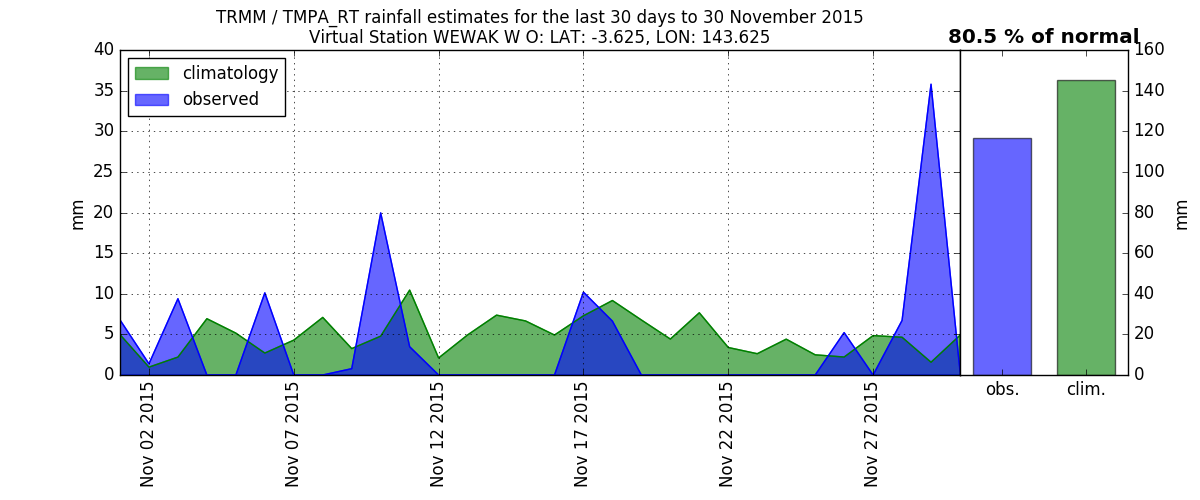 TRMM / TMPA_RT rainfall estimates for the last 30 days to 30 November 2015
Virtual Station WEWAK W O: LAT: -3.625, LON: 143.625
80.5 % of normal
climatology
observed
40
35
30
25
20
15
10
5
0
mm
Nov 02 2015
Nov 07 2015
Nov 12 2015
Nov 17 2015
Nov 22 2015
Nov 27 2015
obs.
clim.
160
140
120
100
80
60
40
20
0
mm